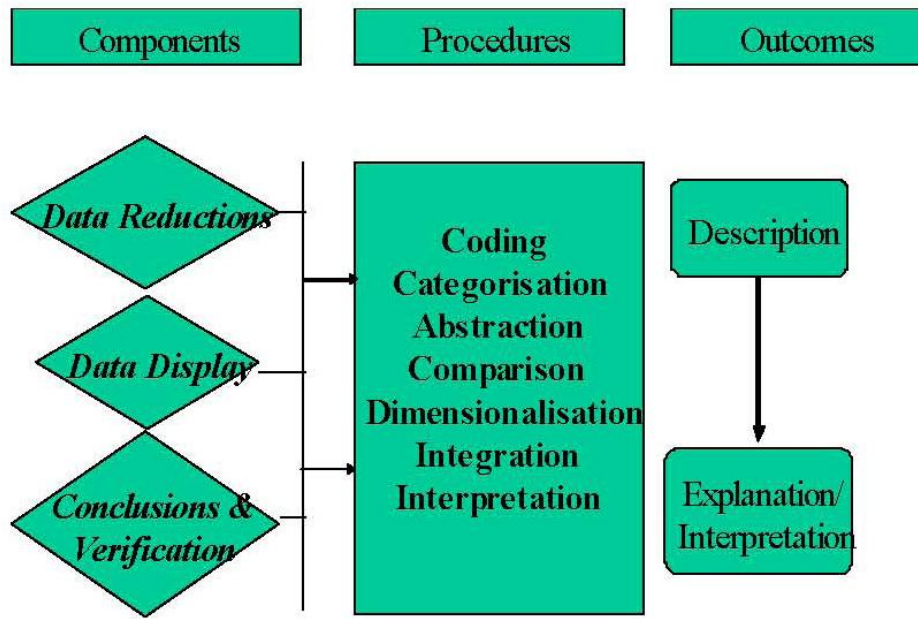 Components
Procedures
Outcomes
Data Reductions
Data Display
Conclusions &
Verification
Coding
Categorisation
Abstraction
Comparison
Dimensionalisation
Integration
Interpretation
Description
Explanation/
Interpretation